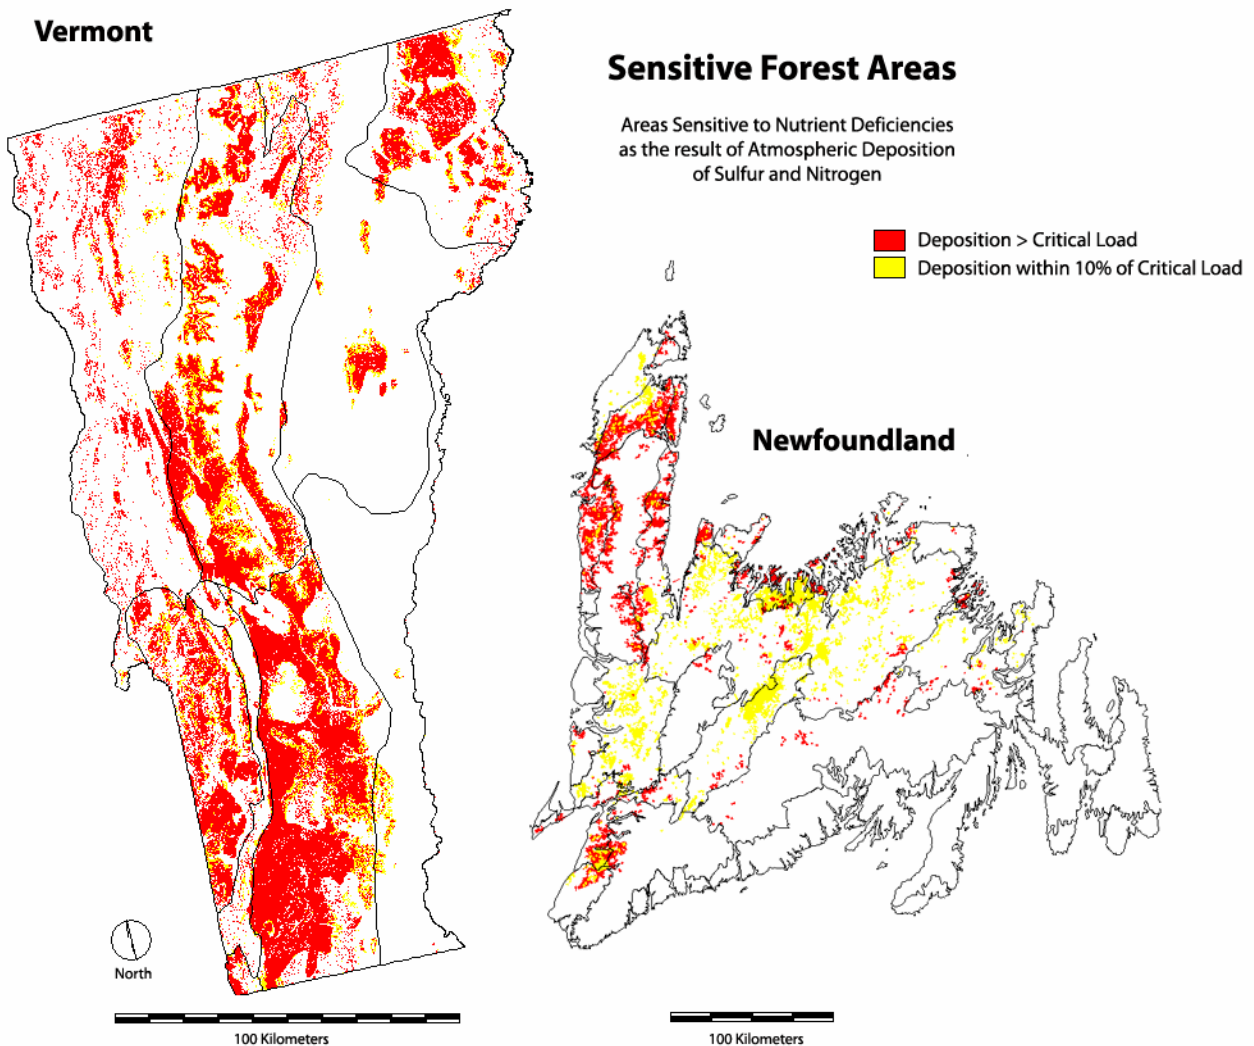 Vermont
Sensitive Forest Areas
Areas Sensitive to Nutrient Deficiencies
as the result of Atmospheric Deposition
of Sulfur and Nitrogen
Deposition > Critical Load
Deposition within 10% of Critical Load
Newfoundland
North
100 Kilometers
100 Kilometers